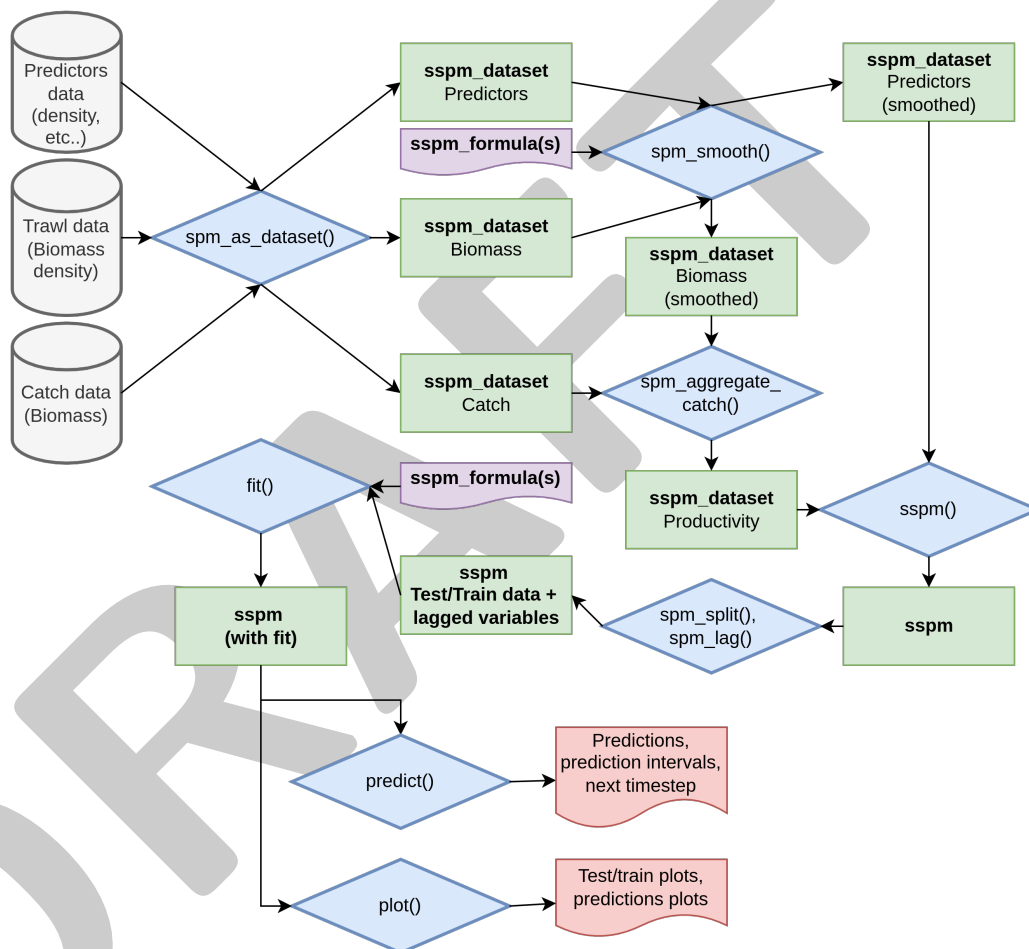 Predictors
data
(density,
etc..)
Trawl data
(Biomass
density)
Catch data
(Biomass)
spm_as_dataset()
sspm_dataset
Predictors
sspm_formula(s)
sspm_dataset
Biomass
sspm_dataset
Catch
spm_smooth()
sspm_dataset
Predictors
(smoothed)
sspm_dataset
Biomass
(smoothed)
spm_aggregate_
catch()
sspm_dataset
Productivity
sspm()
sspm
spm_split(),
spm_lag()
sspm
Test/Train data +
lagged variables
sspm_formula(s)
fit()
sspm
(with fit)
predict()
Predictions,
prediction intervals,
next timestep
plot()
Test/train plots,
predictions plots
DRAFT